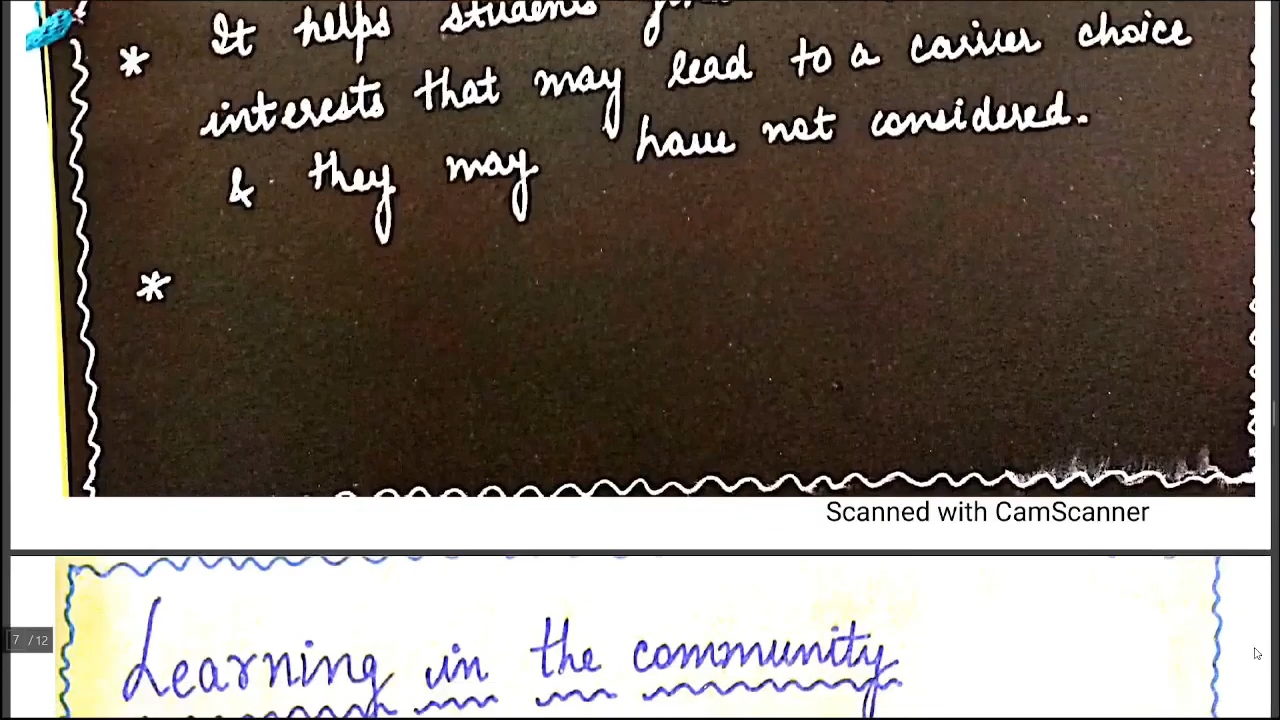 * It helps students
interests that may lead to a carrier choice
& they may have not considered.
*
Scanned with CamScanner
7 / 12
Learning in the community